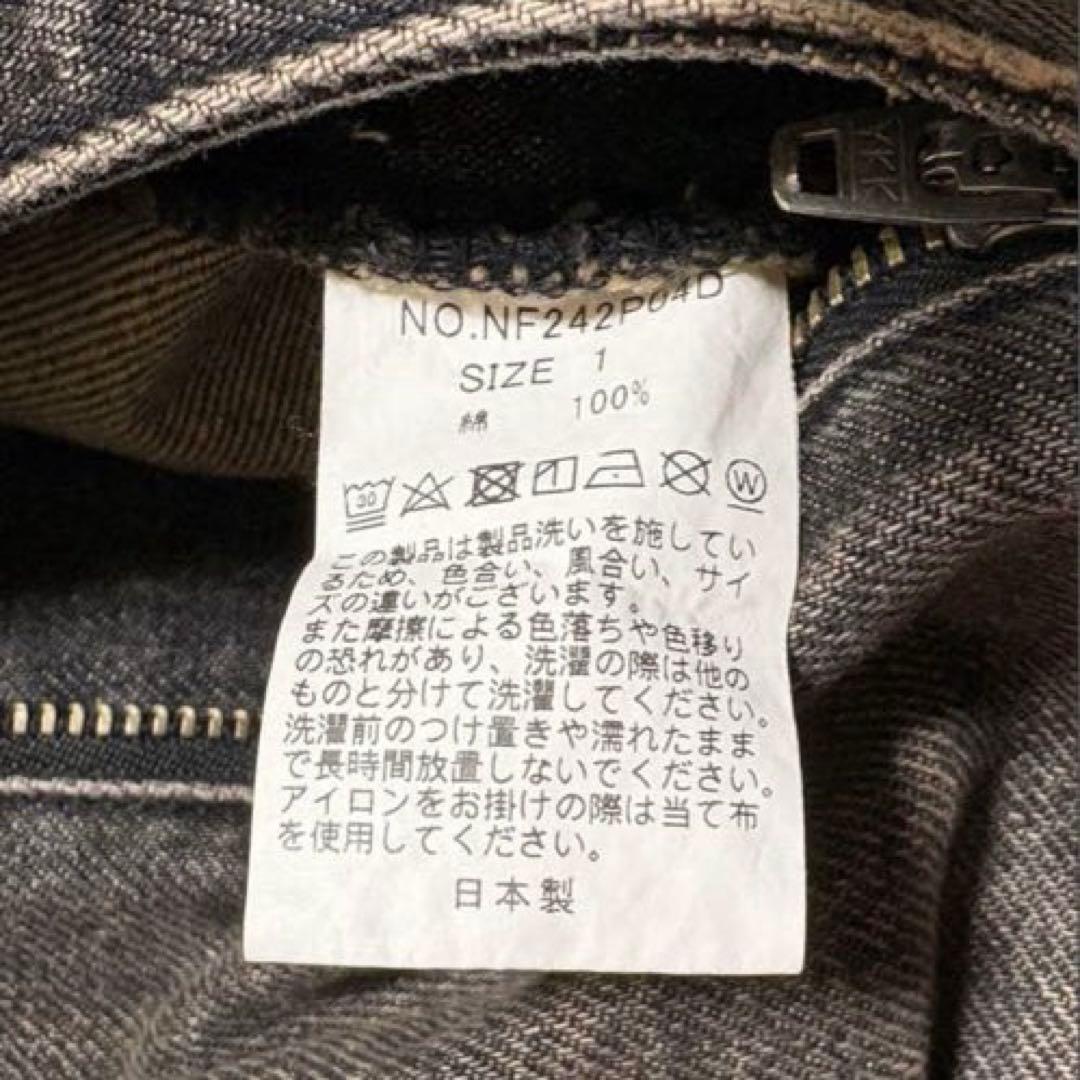 YKK
NO.NF242P04D
SIZE 1
綿 100%
30
W
この製品は製品洗いを施してい
るため、色合い、風合い、サイ
ズの違いがございます。
また摩擦による色落ちや色移り
の恐れがあり、洗濯の際は他の
ものと分けて洗濯してください。
洗濯前のつけ置きや濡れたまま
で長時間放置しないでください。
アイロンをお掛けの際は当て布
を使用してください。
日本製